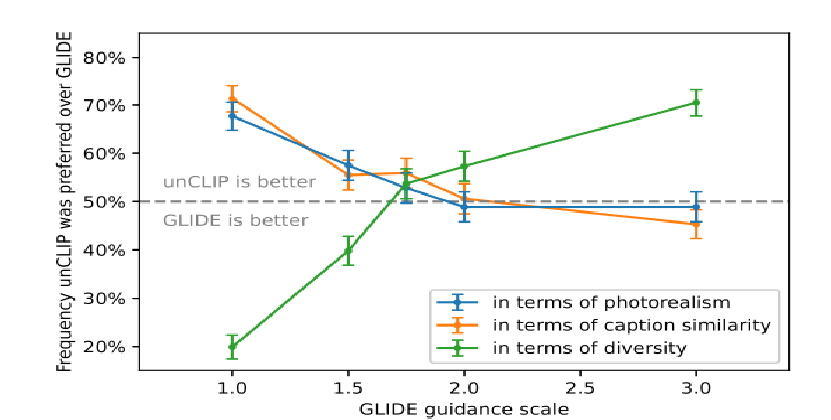 Frequency unCLIP was preferred over GLIDE
80%
70%
60%
50%
40%
30%
20%
unCLIP is better
GLIDE is better
in terms of photorealism
in terms of caption similarity
in terms of diversity
1.0 1.5 2.0 2.5 3.0
GLIDE guidance scale